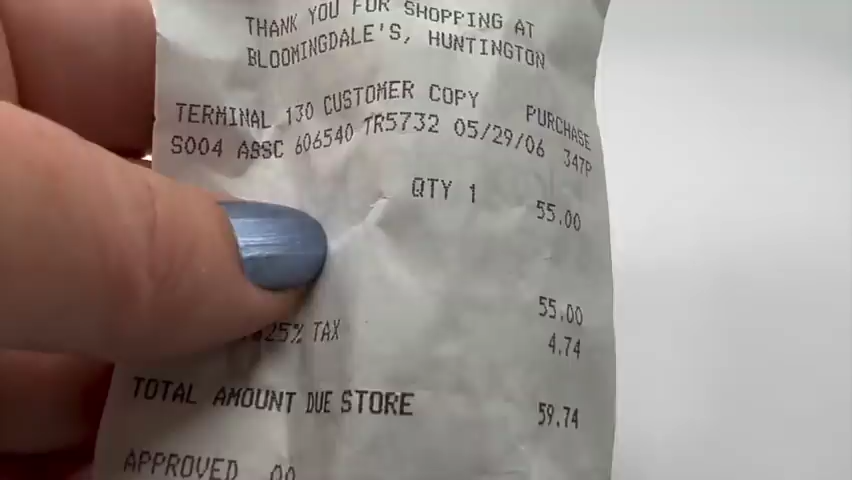 THANK YOU FOR SHOPPING AT
BLOOMINGDALE'S, HUNTINGTON
TERMINAL 130 CUSTOMER COPY PURCHASE
S004 ASSC 606540 TR5732 05/29/06 347P
QTY 1 55.00
55.00
25% TAX 4.74
TOTAL AMOUNT DUE STORE 59.74
APPROVED 00